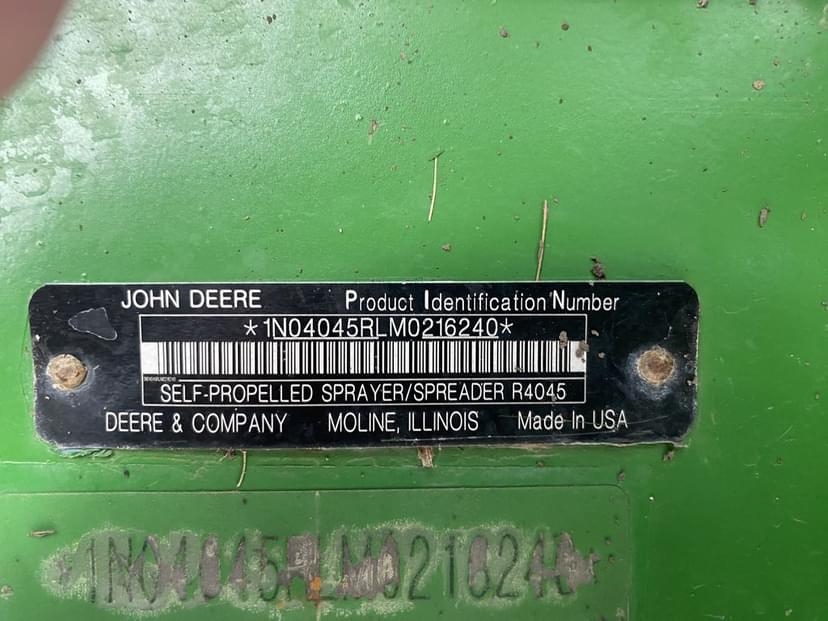 JOHN DEERE Product Identification Number
*1N04045RLM0216240*
SELF-PROPELLED SPRAYER/SPREADER R4045
DEERE & COMPANY MOLINE, ILLINOIS Made In USA
*1N04045RLM0216240*